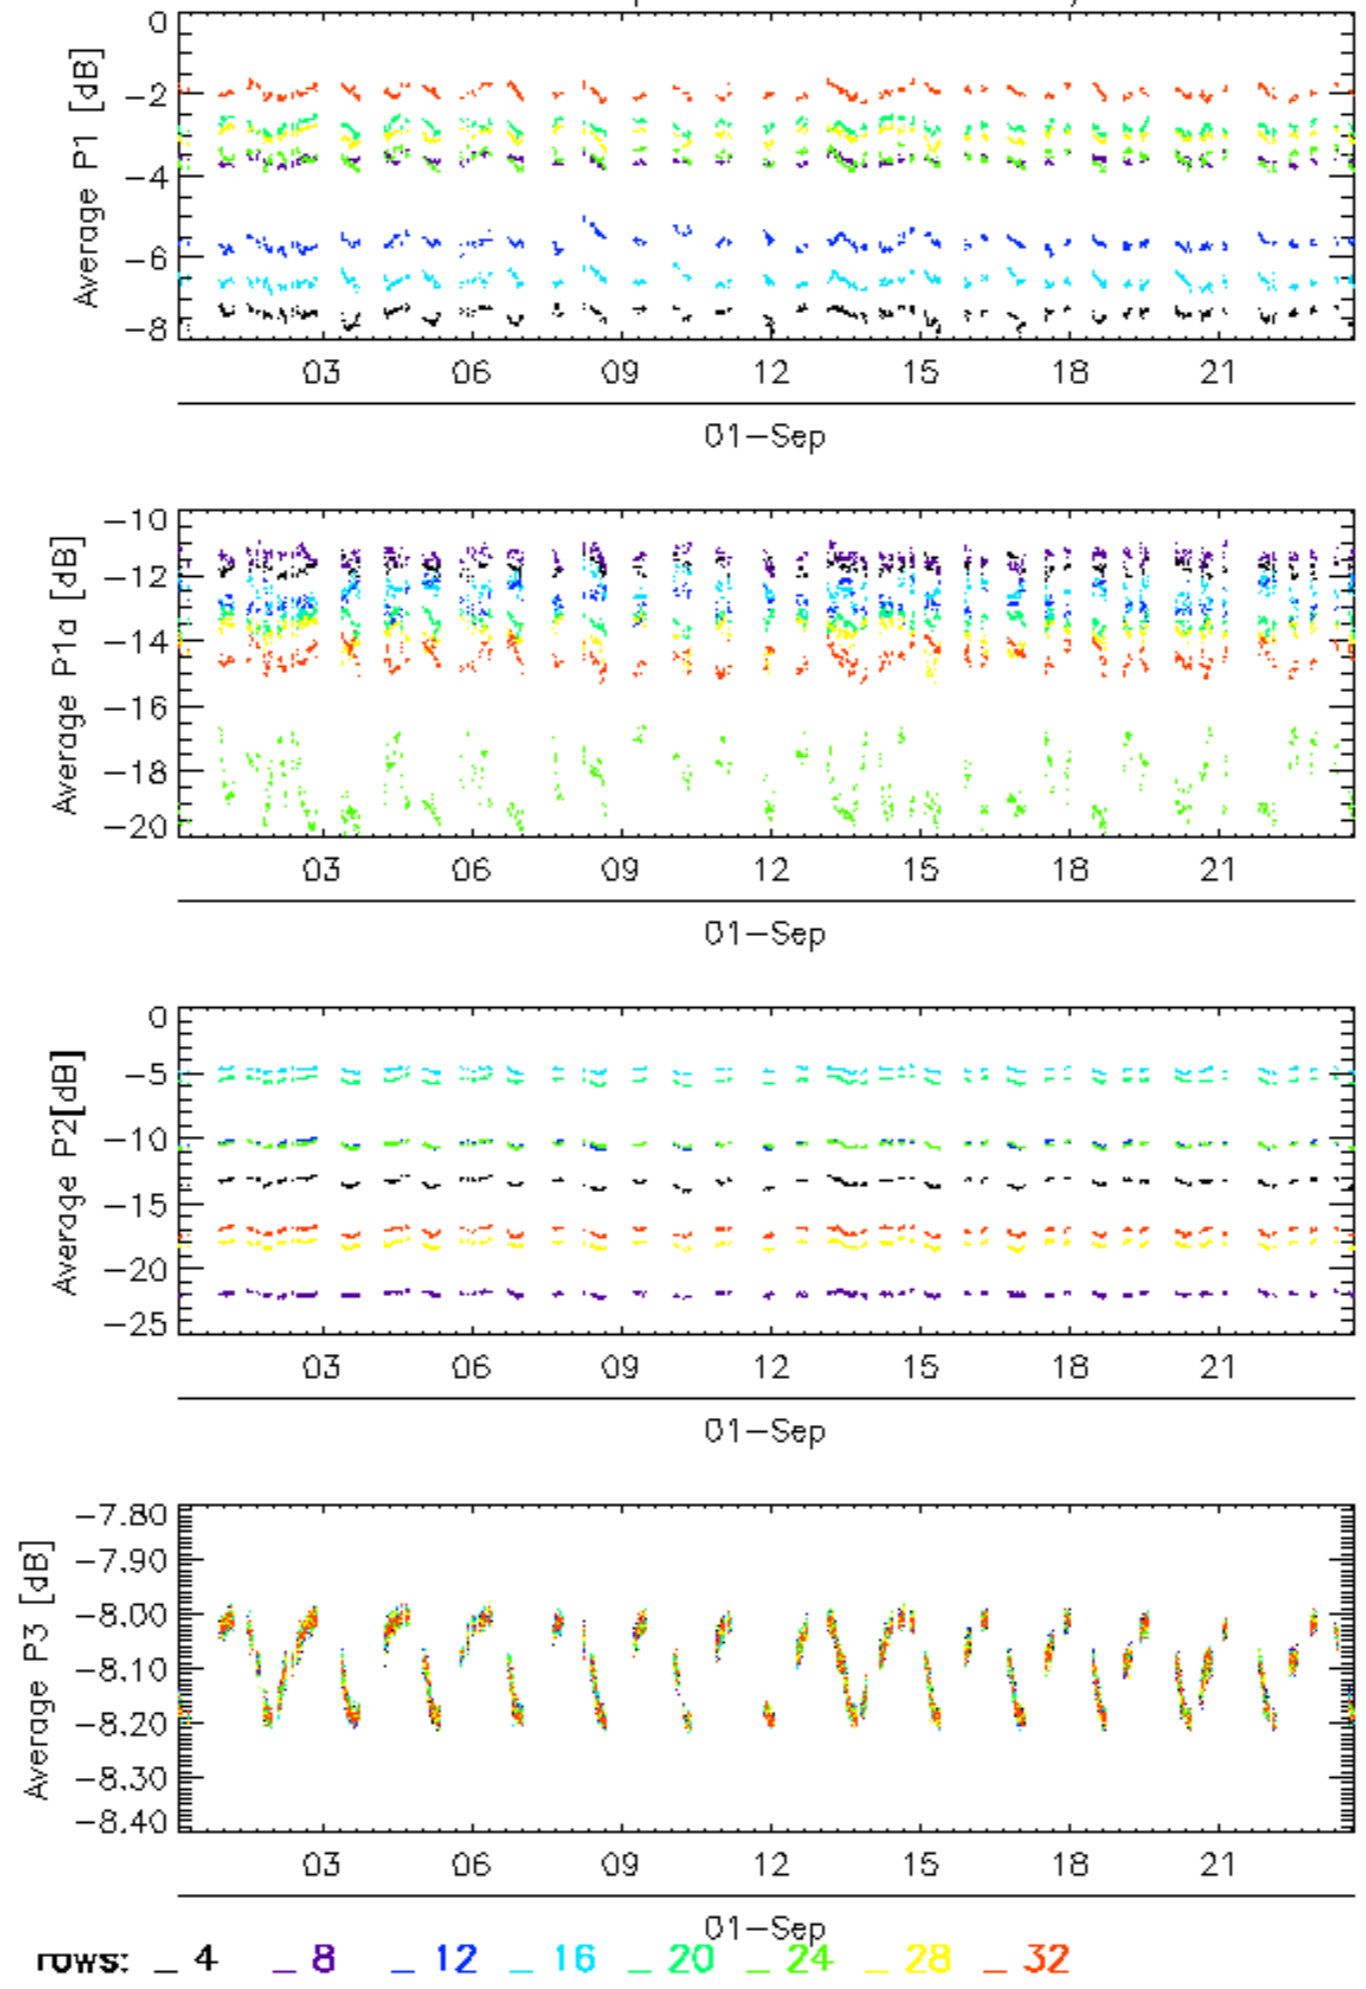 0
-2
-4
-6
-8
Average P1 [dB]
03 06 09 12 15 18 21
01-Sep
-10
-12
-14
-16
-18
-20
Average P1a [dB]
03 06 09 12 15 18 21
01-Sep
0
-5
-10
-15
-20
-25
Average P2[dB]
03 06 09 12 15 18 21
01-Sep
-7.80
-7.90
-8.00
-8.10
-8.20
-8.30
-8.40
Average P3 [dB]
03 06 09 12 15 18 21
01-Sep
rows: _ 4 _ 8 _ 12 _ 16 _ 20 _ 24 _ 28 _ 32